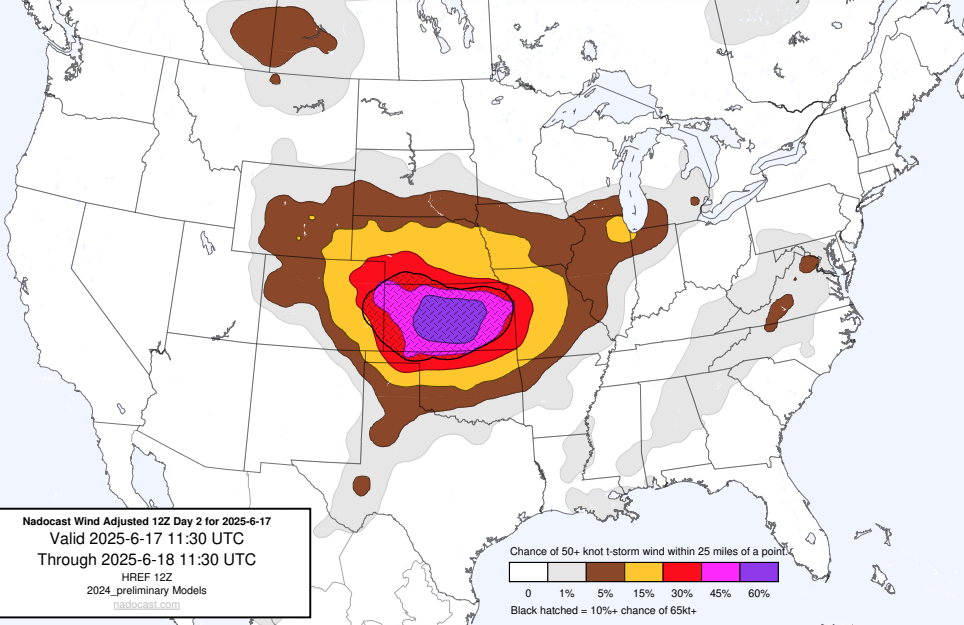 Nadocast Wind Adjusted 12Z Day 2 for 2025-6-17
Valid 2025-6-17 11:30 UTC
Through 2025-6-18 11:30 UTC
HREF 12Z
2024_preliminary Models
nadocast.com
Chance of 50+ knot t-storm wind within 25 miles of a point.
0 1% 5% 15% 30% 45% 60%
Black hatched = 10%+ chance of 65kt+